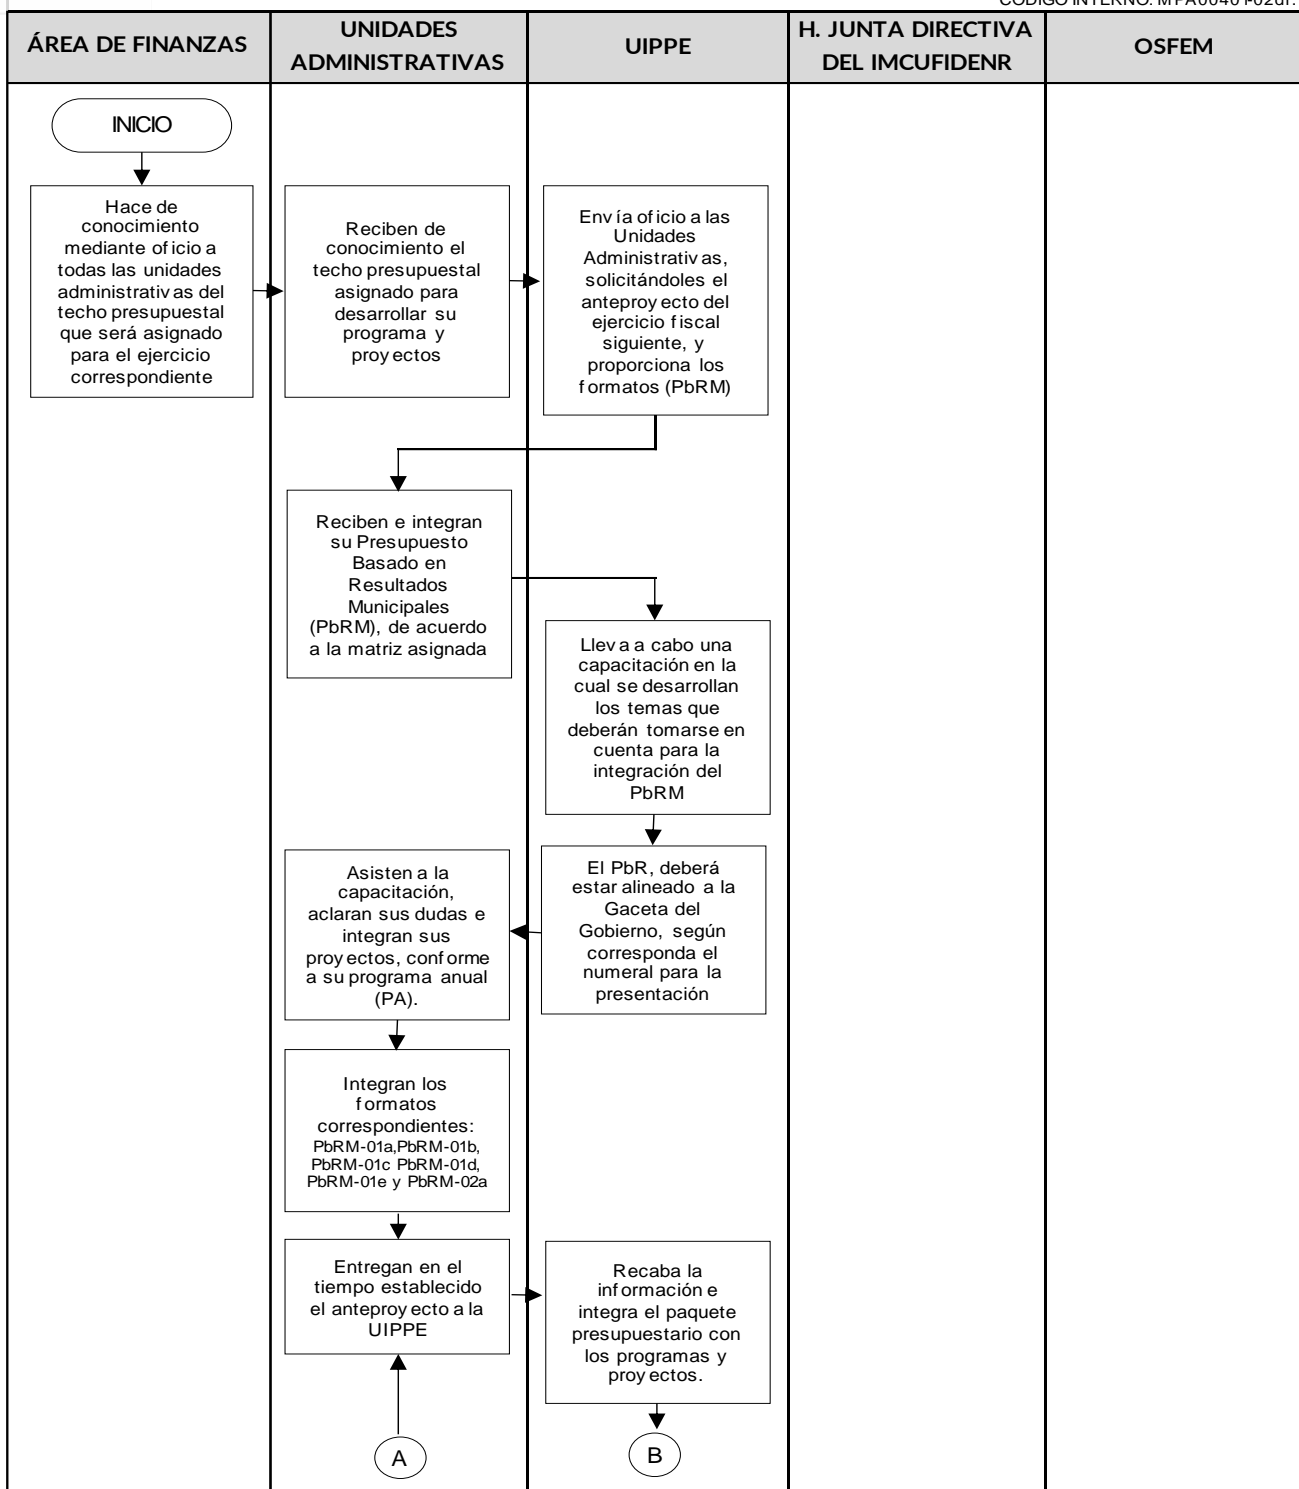 ÁREA DE FINANZAS
UNIDADES
ADMINISTRATIVAS
UIPPE
H. JUNTA DIRECTIVA
DEL IMCUFIDENR
OSFEM
INICIO
Hace de
conocimiento
mediante oficio a
todas las unidades
administrativas del
techo presupuestal
que será asignado
para el ejercicio
correspondiente
Reciben de
conocimiento el
techo presupuestal
asignado para
desarrollar su
programa y
proyectos
Envía oficio a las
Unidades
Administrativas,
solicitándoles el
anteproyecto del
ejercicio fiscal
siguiente, y
proporciona los
formatos (PbRM)
Reciben e integran
su Presupuesto
Basado en
Resultados
Municipales
(PbRM), de acuerdo
a la matriz asignada
Lleva a cabo una
capacitación en la
cual se desarrollan
los temas que
deberán tomarse en
cuenta para la
integración del
PbRM
El PbR, deberá
estar alineado a la
Gaceta del
Gobierno, según
corresponda el
numeral para la
presentación
Asisten a la
capacitación,
aclaran sus dudas e
integran sus
proyectos, conforme
a su programa anual
(PA).
Integran los
formatos
correspondientes:
PbRM-01a,PbRM-01b,
PbRM-01c PbRM-01d,
PbRM-01e y PbRM-02a
Entregan en el
tiempo establecido
el anteproyecto a la
UIPPE
Recaba la
información e
integra el paquete
presupuestario con
los programas y
proyectos.
A
B